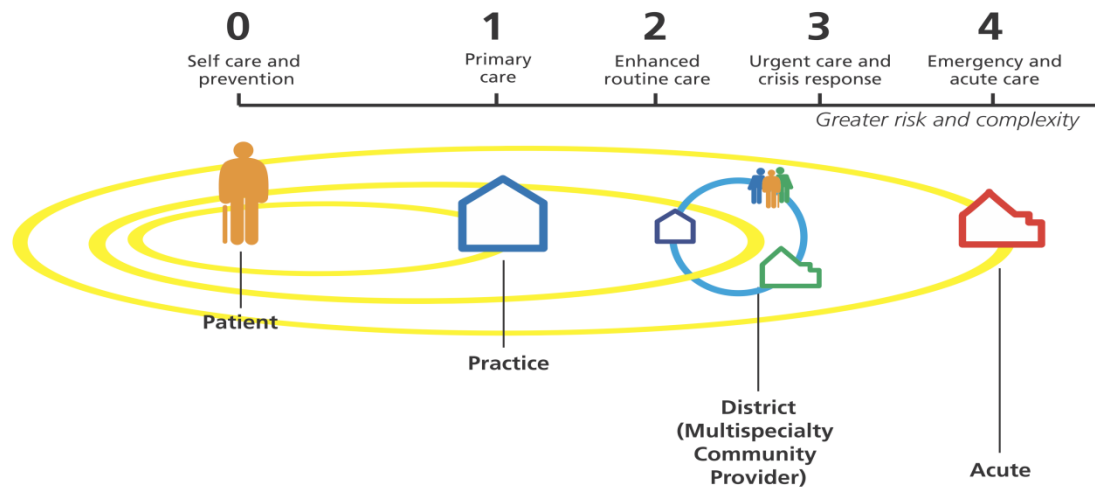 0
Self care and
prevention
1
Primary
care
2
Enhanced
routine care
3
Urgent care and
crisis response
4
Emergency and
acute care
Greater risk and complexity
Patient
Practice
District
(Multispecialty
Community
Provider)
Acute